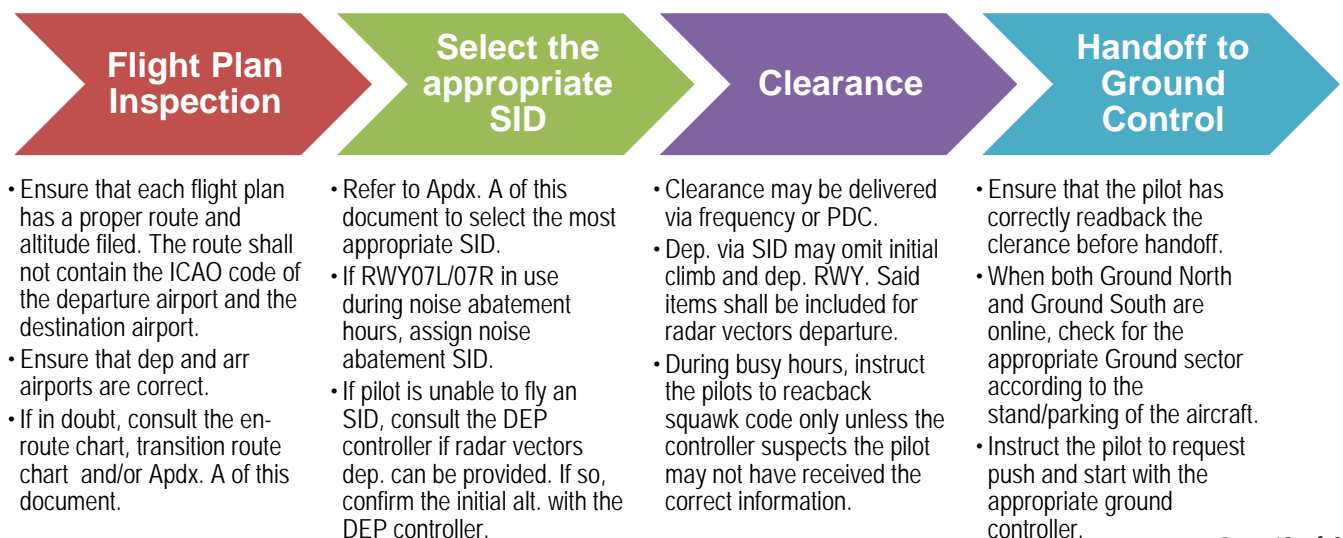 Flight Plan
Inspection
Select the
appropriate
SID
Clearance
Handoff to
Ground
Control
• Ensure that each flight plan
has a proper route and
altitude filed. The route shall
not contain the ICAO code of
the departure airport and the
destination airport.
• Ensure that dep and arr
airports are correct.
• If in doubt, consult the en-
route chart, transition route
chart and/or Apdx. A of this
document.
• Refer to Apdx. A of this
document to select the most
appropriate SID.
• If RWY07L/07R in use
during noise abatement
hours, assign noise
abatement SID.
• If pilot is unable to fly an
SID, consult the DEP
controller if radar vectors
dep. can be provided. If so,
confirm the initial alt. with the
DEP controller.
• Clearance may be delivered
via frequency or PDC.
• Dep. via SID may omit initial
climb and dep. RWY. Said
items shall be included for
radar vectors departure.
• During busy hours, instruct
the pilots to reacback
squawk code only unless the
controller suspects the pilot
may not have received the
correct information.
• Ensure that the pilot has
correctly readback the
clerance before handoff.
• When both Ground North
and Ground South are
online, check for the
appropriate Ground sector
according to the
stand/parking of the aircraft.
• Instruct the pilot to request
push and start with the
appropriate ground
controller.